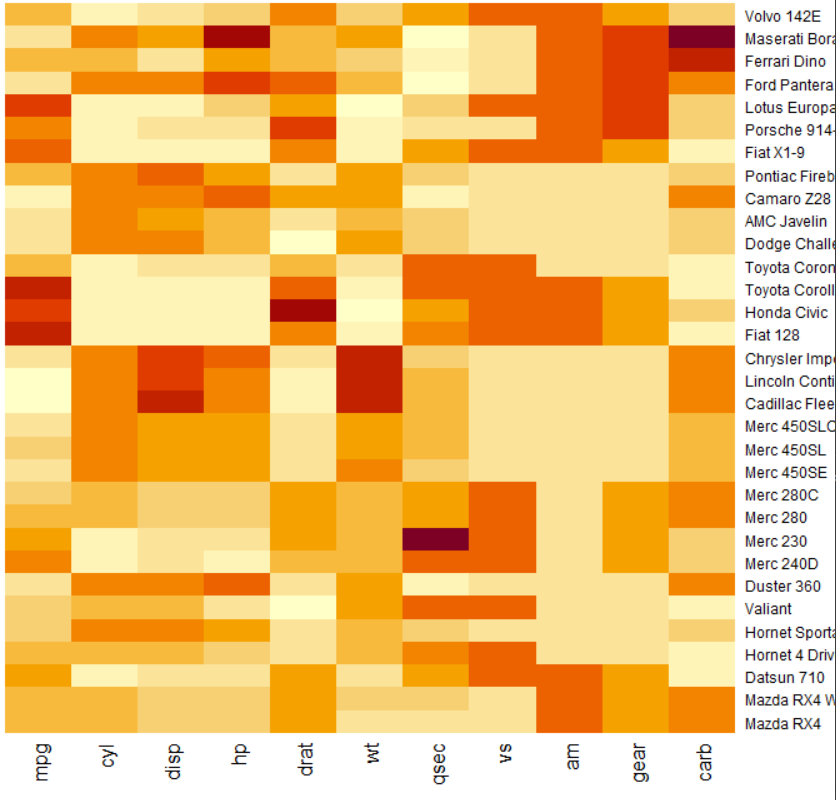 Volvo 142E
Maserati Bora
Ferrari Dino
Ford Pantera
Lotus Europa
Porsche 914-
Fiat X1-9
Pontiac Fireb
Camaro Z28
AMC Javelin
Dodge Challe
Toyota Coron
Toyota Coroll
Honda Civic
Fiat 128
Chrysler Impe
Lincoln Conti
Cadillac Flee
Merc 450SLC
Merc 450SL
Merc 450SE
Merc 280C
Merc 280
Merc 230
Merc 240D
Duster 360
Valiant
Hornet Sporta
Hornet 4 Driv
Datsun 710
Mazda RX4 W
Mazda RX4
mpg
cyl
disp
hp
drat
wt
qsec
vs
am
gear
carb